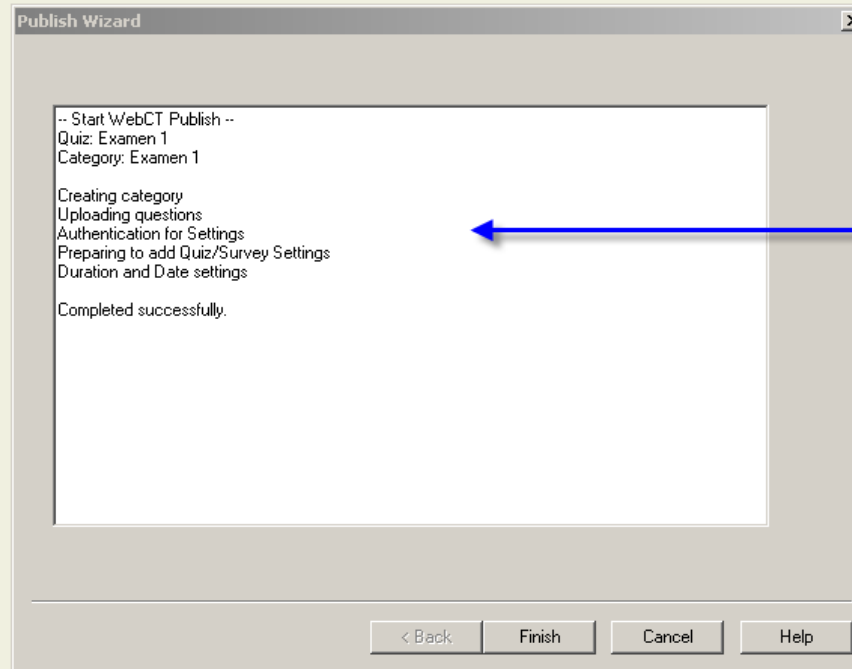 Publish Wizard
-- Start WebCT Publish --
Quiz: Examen 1
Category: Examen 1
Creating category
Uploading questions
Authentication for Settings
Preparing to add Quiz/Survey Settings
Duration and Date settings
Completed successfully.
< Back Finish Cancel Help